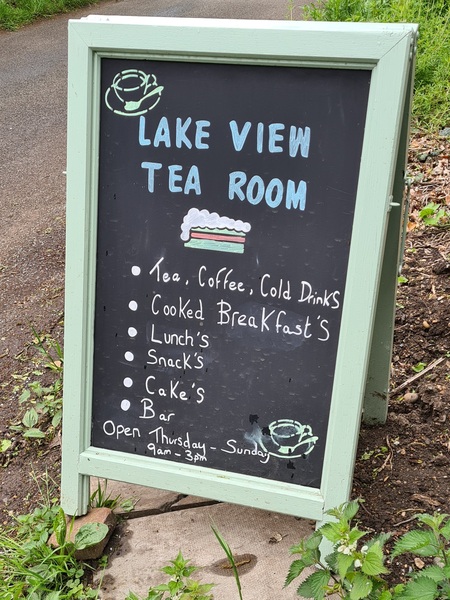 LAKE VIEW
TEA ROOM
• Tea, Coffee, Cold Drinks
• Cooked Breakfast's
• Lunch's
• Snack's
• Cake's
• Bar
Open Thursday - Sunday
9am - 3pm